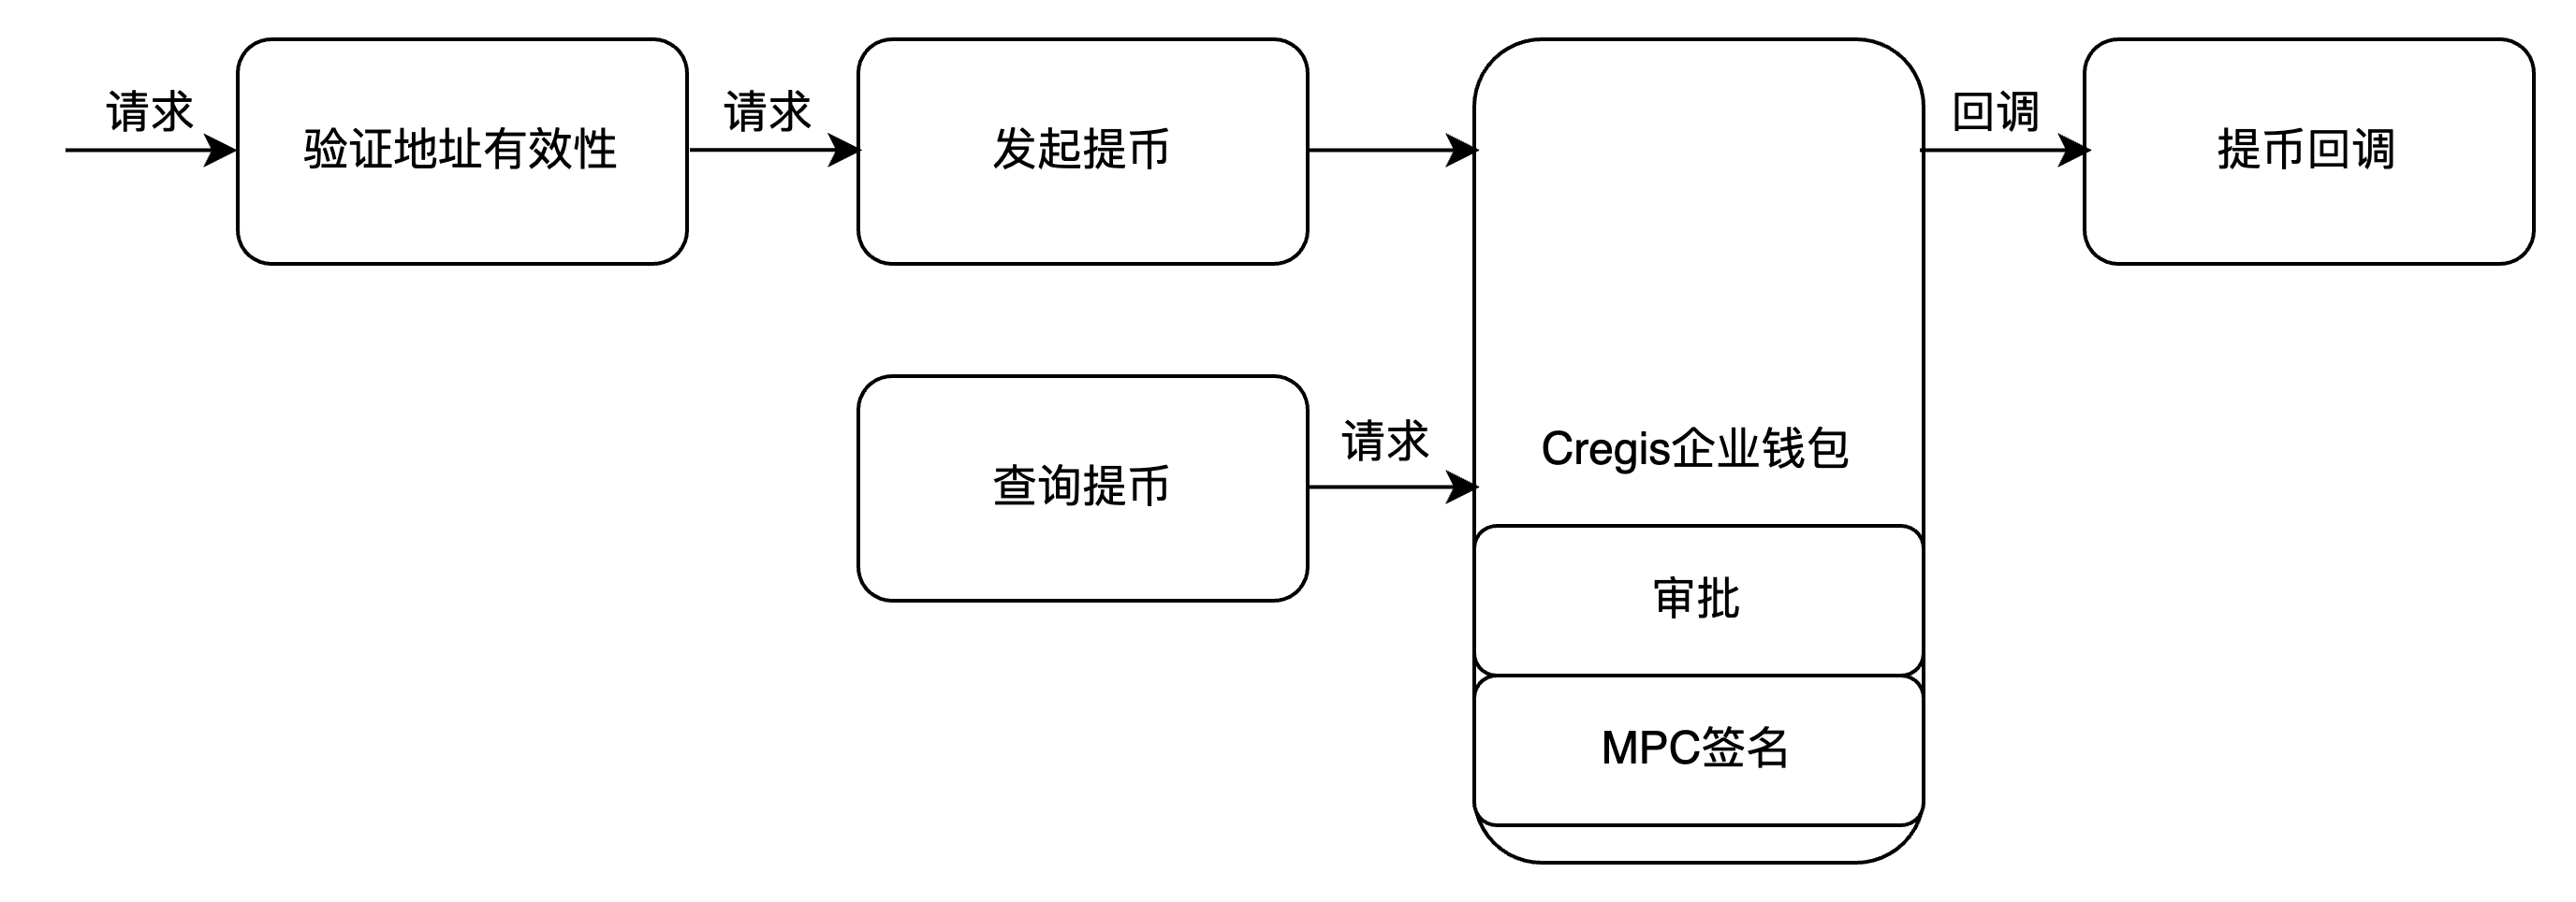 请求
验证地址有效性
请求
发起提币
回调
提币回调
查询提币
请求
Cregis企业钱包
审批
MPC签名